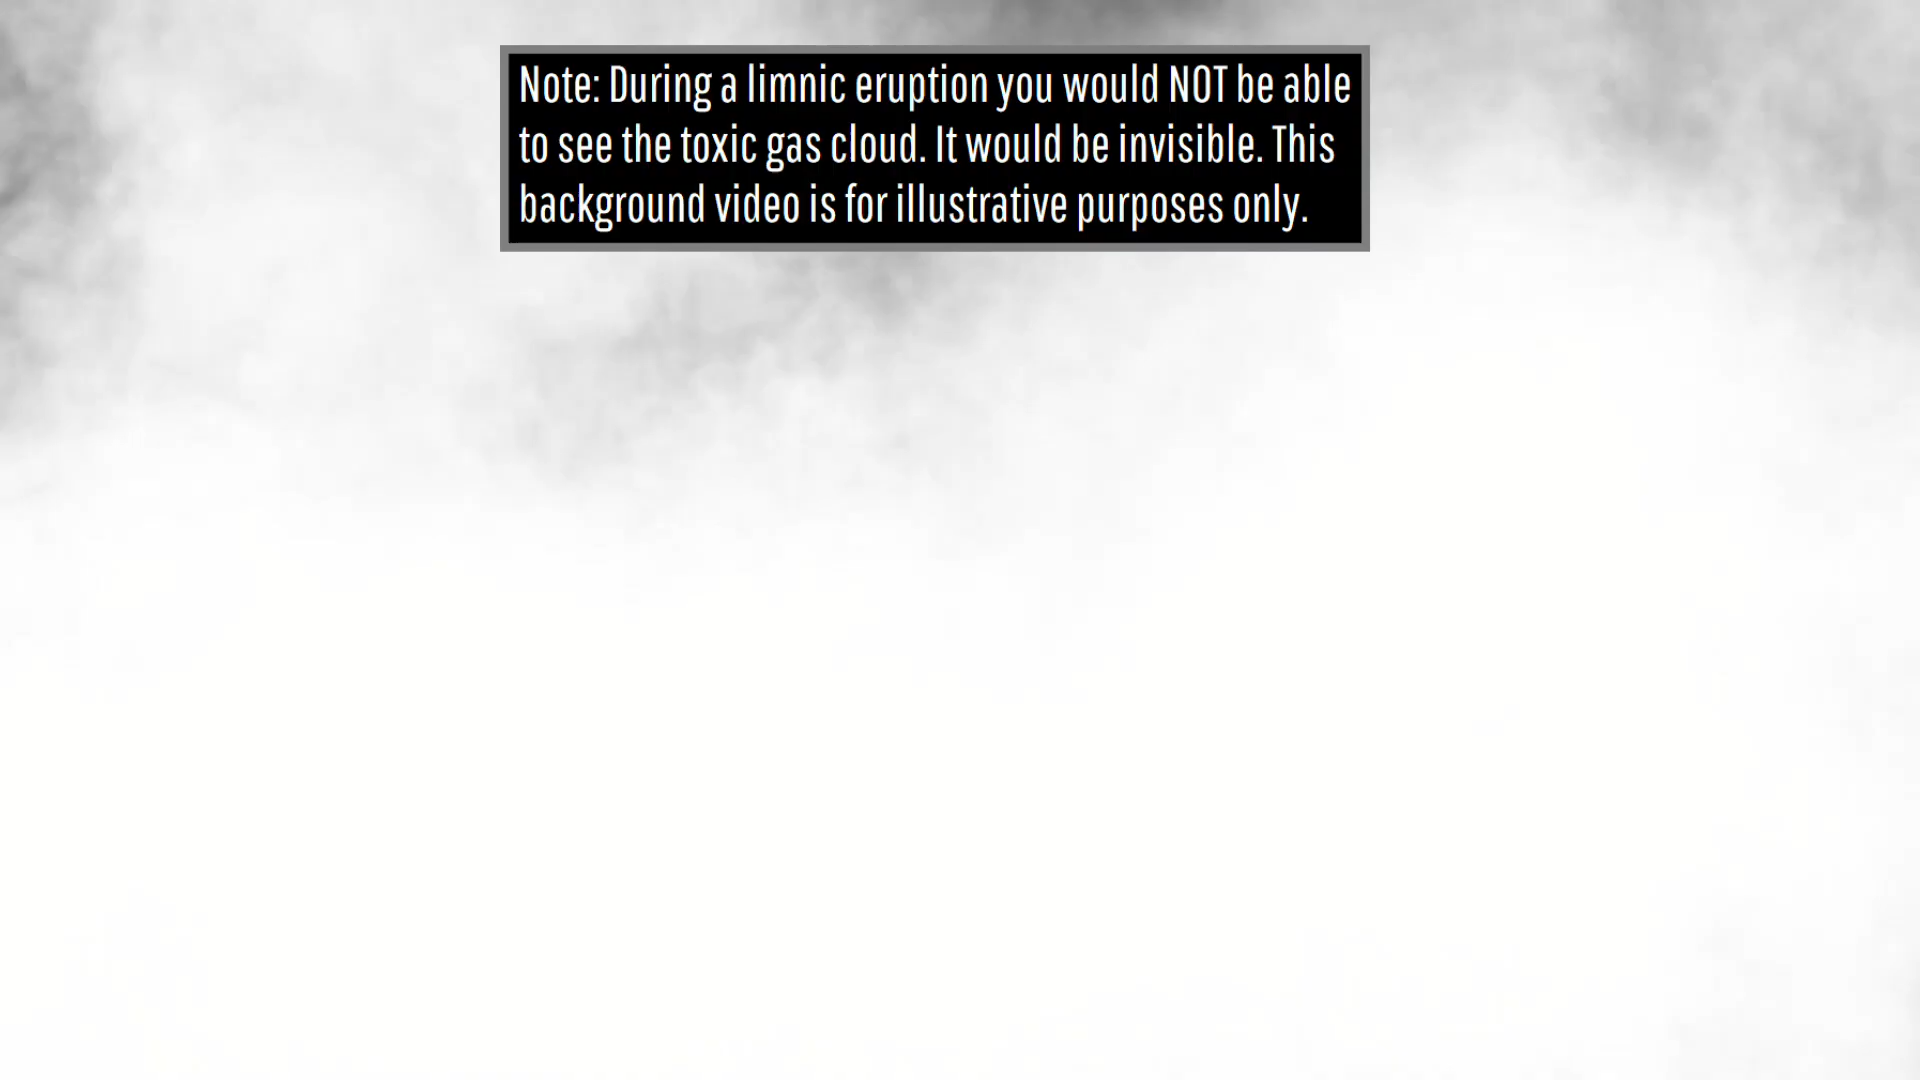 Note: During a limnic eruption you would NOT be able
to see the toxic gas cloud. It would be invisible. This
background video is for illustrative purposes only.